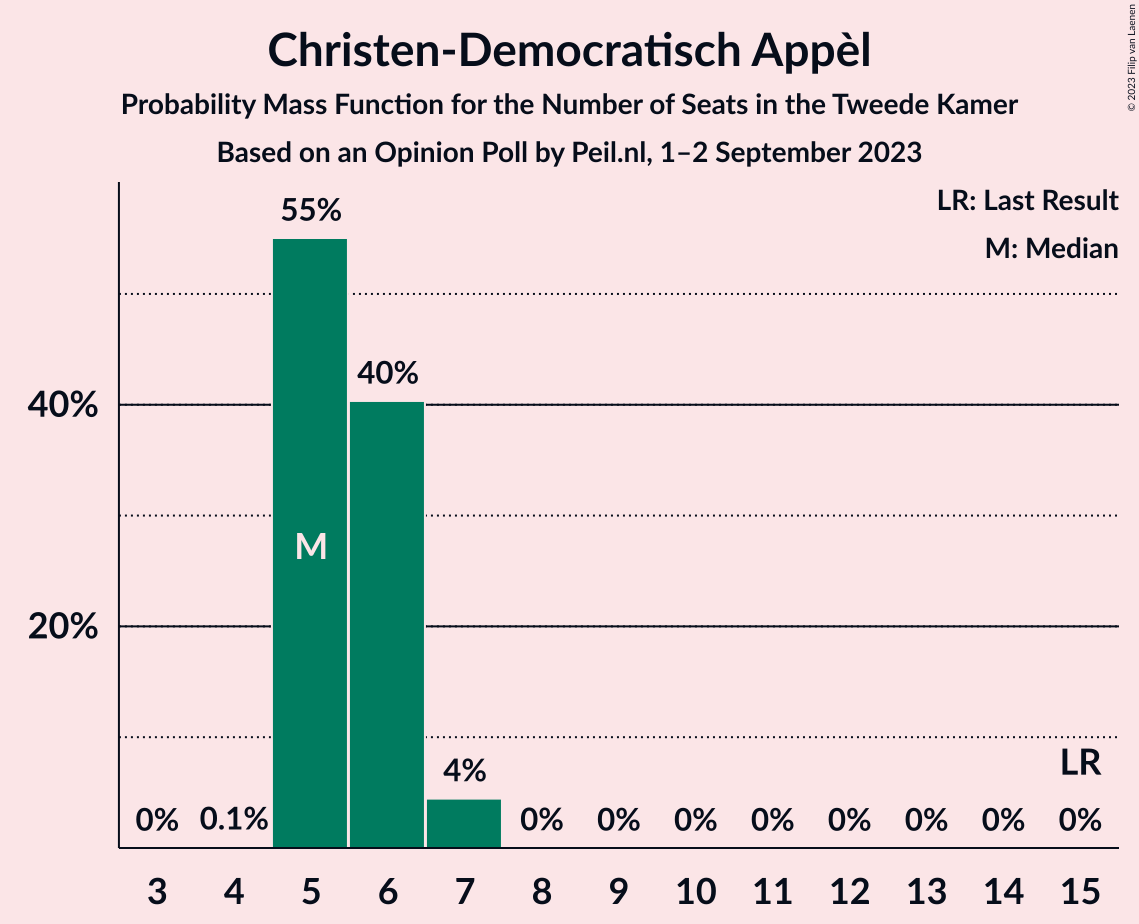 Christen-Democratisch Appèl
Probability Mass Function for the Number of Seats in the Tweede Kamer
Based on an Opinion Poll by Peil.nl, 1–2 September 2023
© 2023 Filip van Laenen
LR: Last Result
M: Median
55%
40%
40%
M
20%
LR
4%
0% 0.1% 0% 0% 0% 0% 0% 0% 0% 0%
3 4 5 6 7 8 9 10 11 12 13 14 15